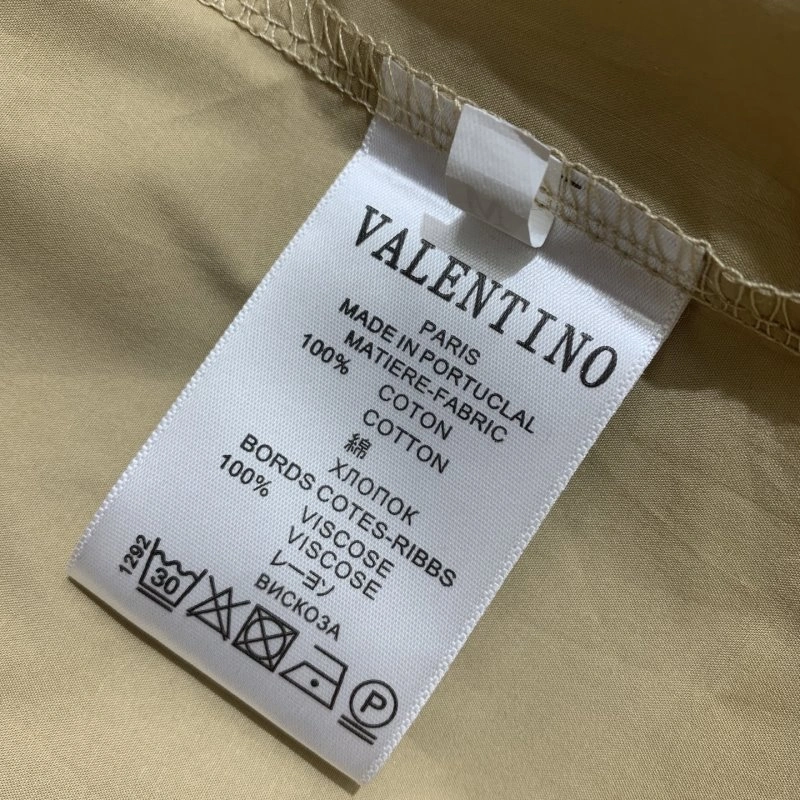 VALENTINO
PARIS
MADE IN PORTUCLAL
MATIERE-FABRIC
100% COTON
COTTON
綿
ХЛОПОК
BORDS COTES-RIBBS
100% VISCOSE
VISCOSE
レーヨン
ВИСКОЗА
1292
30
P